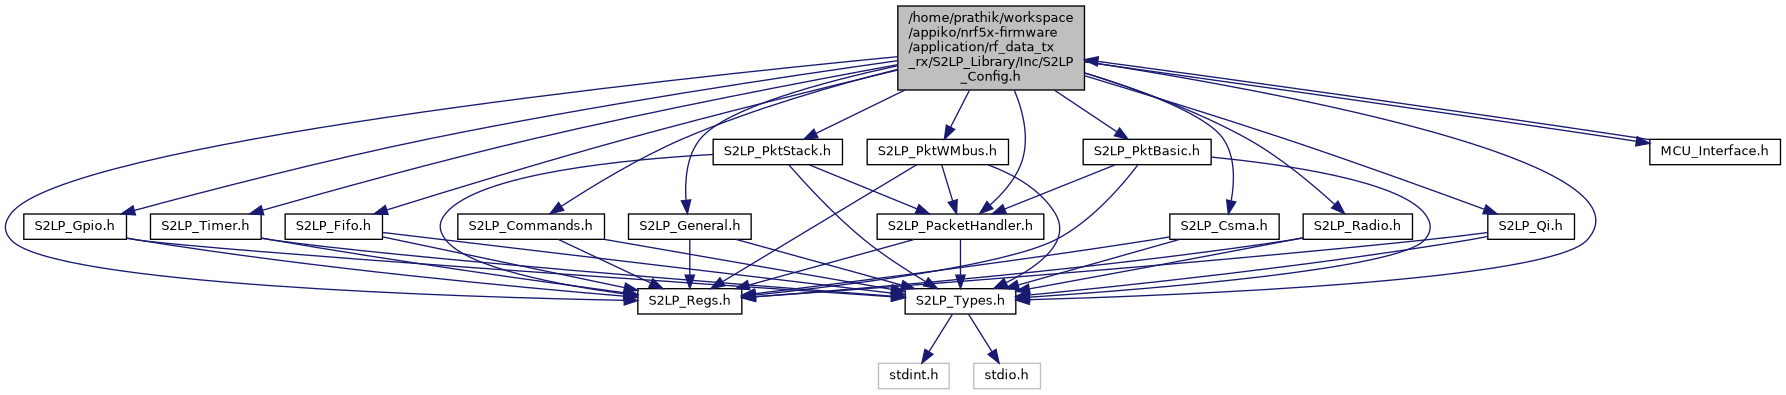 /home/prathik/workspace
/appiko/nrf5x-firmware
/application/rf_data_tx
_rx/S2LP_Library/Inc/S2LP
_Config.h
S2LP_PktStack.h
S2LP_PktWMbus.h
S2LP_PktBasic.h
MCU_Interface.h
S2LP_Gpio.h
S2LP_Timer.h
S2LP_Fifo.h
S2LP_Commands.h
S2LP_General.h
S2LP_PacketHandler.h
S2LP_Csma.h
S2LP_Radio.h
S2LP_Qi.h
S2LP_Regs.h
S2LP_Types.h
stdint.h
stdio.h